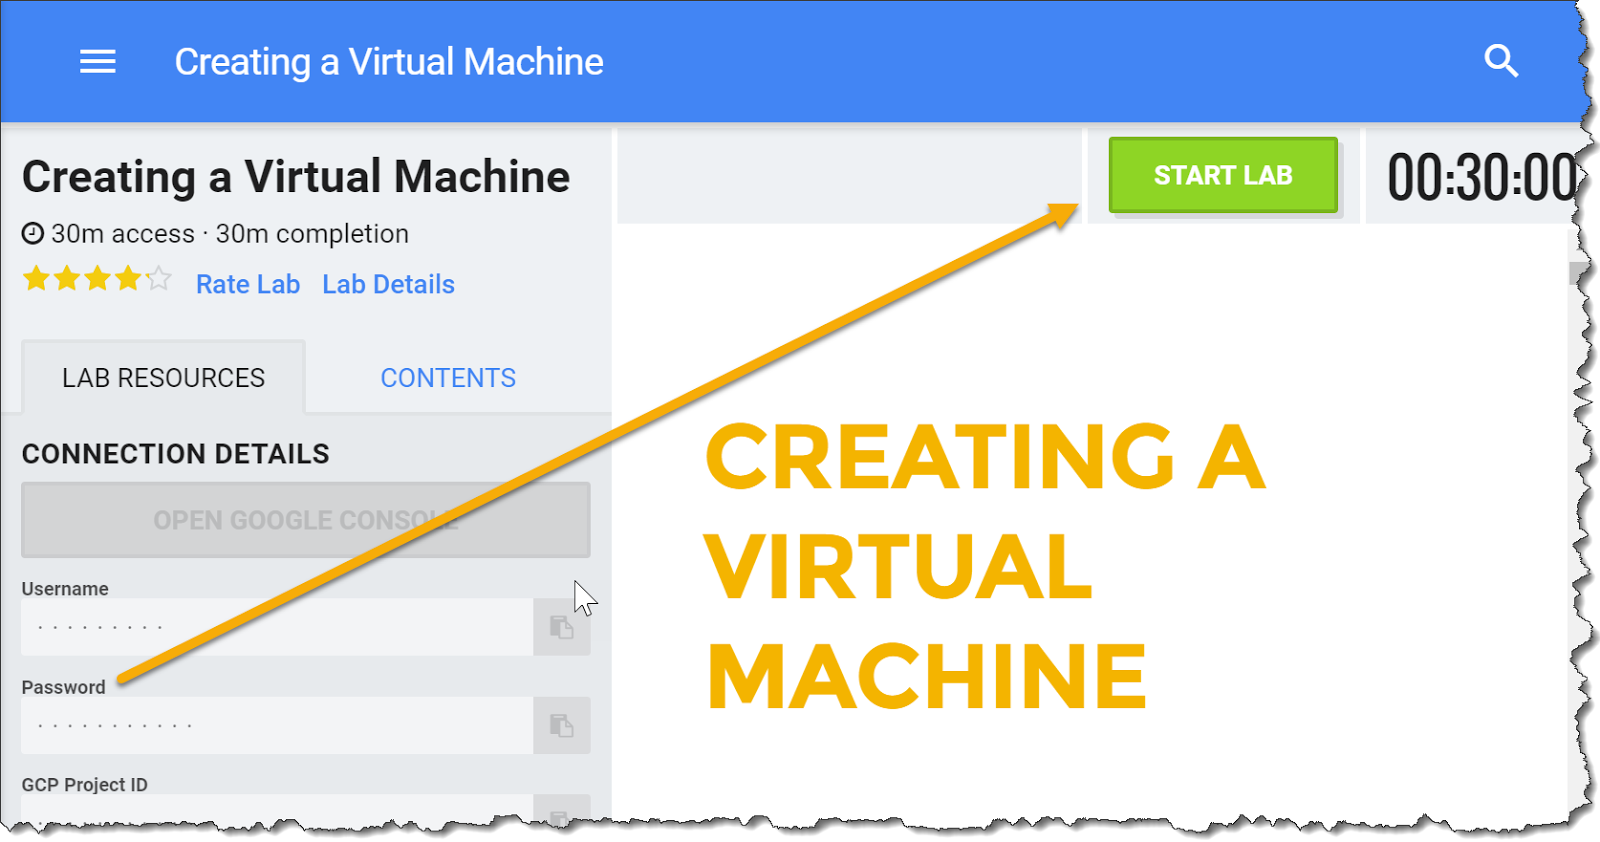 Creating a Virtual Machine
Creating a Virtual Machine
30m access · 30m completion
Rate Lab Lab Details
LAB RESOURCES CONTENTS
CONNECTION DETAILS
OPEN GOOGLE CONSOLE
Username
· · · · · · · · ·
Password
· · · · · · · · · · ·
GCP Project ID
START LAB
00:30:00
CREATING A
VIRTUAL
MACHINE